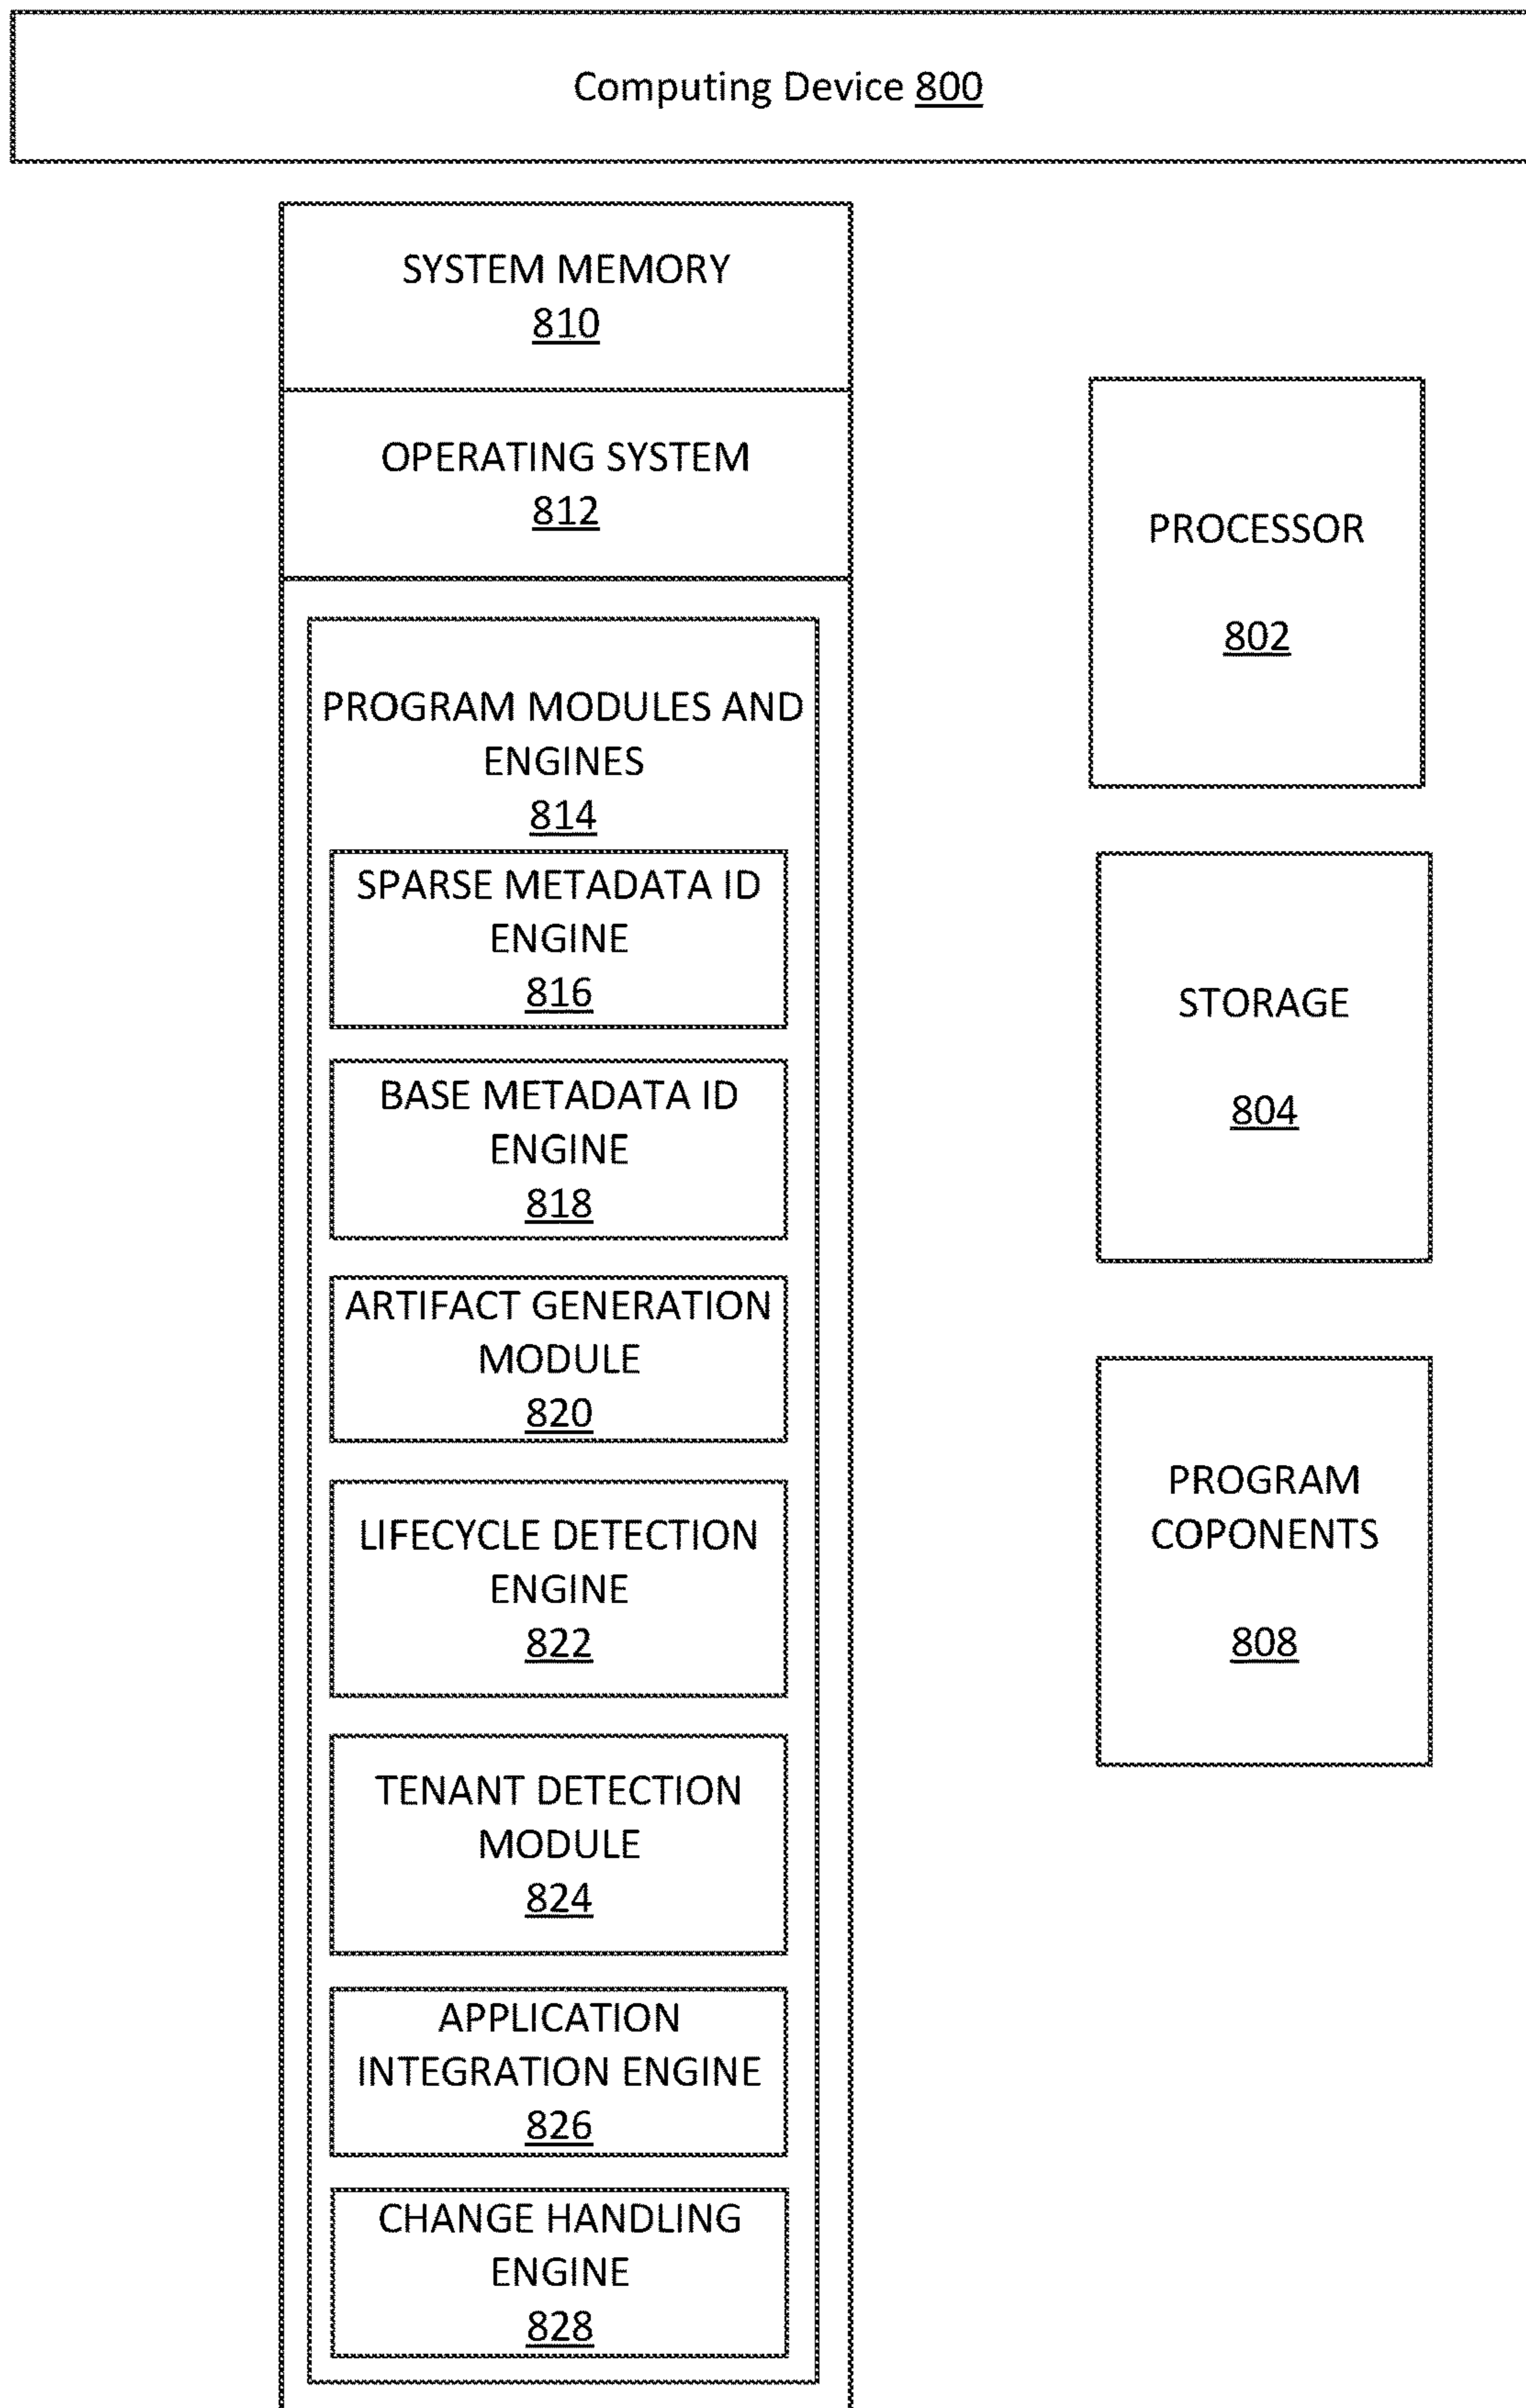 Computing Device 800
SYSTEM MEMORY
810
OPERATING SYSTEM
812
PROGRAM MODULES AND
ENGINES
814
SPARSE METADATA ID
ENGINE
816
BASE METADATA ID
ENGINE
818
ARTIFACT GENERATION
MODULE
820
LIFECYCLE DETECTION
ENGINE
822
TENANT DETECTION
MODULE
824
APPLICATION
INTEGRATION ENGINE
826
CHANGE HANDLING
ENGINE
828
PROCESSOR
802
STORAGE
804
PROGRAM
COPONENTS
808